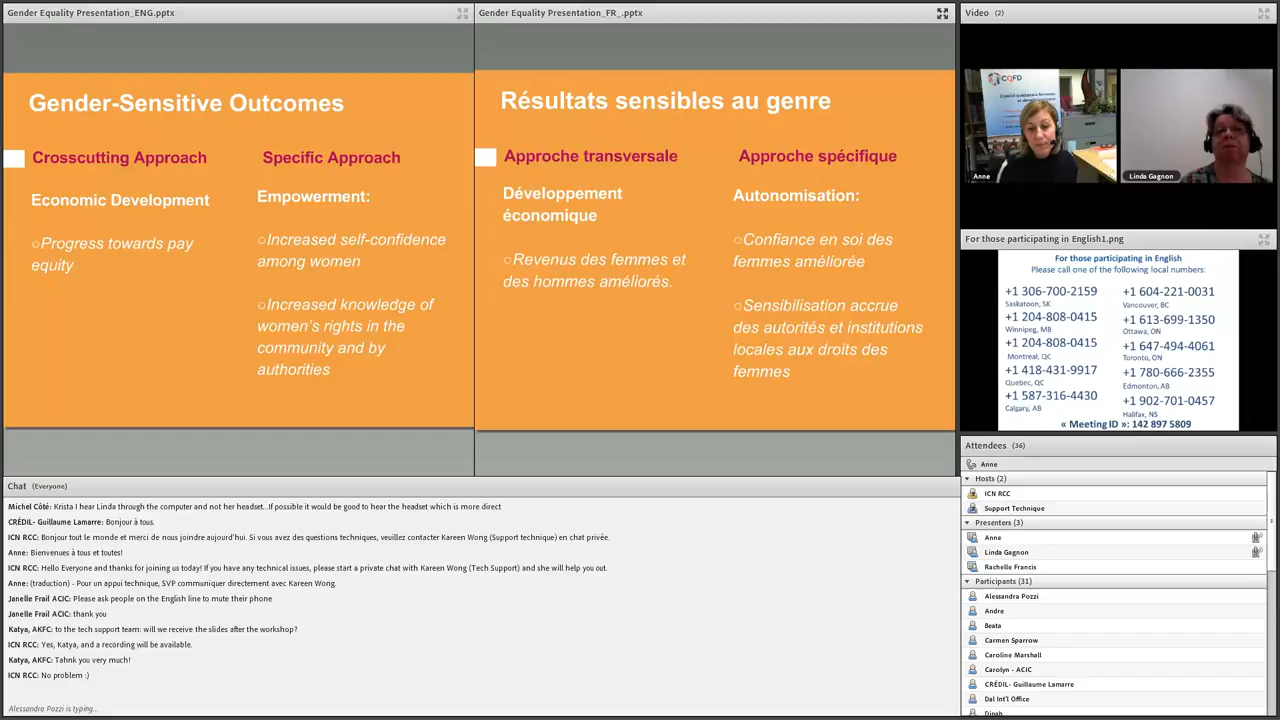 Gender Equality Presentation_ENG.pptx
Gender-Sensitive Outcomes
Crosscutting Approach
Economic Development
○Progress towards pay
equity
Specific Approach
Empowerment:
○Increased self-confidence
among women
○Increased knowledge of
women's rights in the
community and by
authorities
Gender Equality Presentation_FR_.pptx
Résultats sensibles au genre
Approche transversale
Développement
économique
○Revenus des femmes et
des hommes améliorés.
Approche spécifique
Autonomisation:
○Confiance en soi des
femmes améliorée
○Sensibilisation accrue
des autorités et institutions
locales aux droits des
femmes
Video (2)
CQFD
Comité québécois femmes
et développement
Anne
Linda Gagnon
For those participating in English1.png
For those participating in English
Please call one of the following local numbers:
+1 306-700-2159
Saskatoon, SK
+1 204-808-0415
Winnipeg, MB
+1 204-808-0415
Montreal, QC
+1 418-431-9917
Quebec, QC
+1 587-316-4430
Calgary, AB
+1 604-221-0031
Vancouver, BC
+1 613-699-1350
Ottawa, ON
+1 647-494-4061
Toronto, ON
+1 780-666-2355
Edmonton, AB
+1 902-701-0457
Halifax, NS
« Meeting ID »: 142 897 5809
Attendees (36)
Anne
Hosts (2)
ICN RCC
Support Technique
Presenters (3)
Anne
Linda Gagnon
Rachelle Francis
Participants (31)
Alessandra Pozzi
Andre
Beata
Carmen Sparrow
Caroline Marshall
Carolyn - ACIC
CRÉDIL- Guillaume Lamarre
Dal Int'l Office
Dinah
Chat (Everyone)
Michel Côté: Krista I hear Linda through the computer and not her headset...If possible it would be good to hear the headset which is more direct
CRÉDIL- Guillaume Lamarre: Bonjour à tous.
ICN RCC: Bonjour tout le monde et merci de nous joindre aujourd'hui. Si vous avez des questions techniques, veuillez contacter Kareen Wong (Support technique) en chat privée.
Anne: Bienvenues à tous et toutes!
ICN RCC: Hello Everyone and thanks for joining us today! If you have any technical issues, please start a private chat with Kareen Wong (Tech Support) and she will help you out.
Anne: (traduction) - Pour un appui technique, SVP communiquer directement avec Kareen Wong.
Janelle Frail ACIC: Please ask people on the English line to mute their phone
Janelle Frail ACIC: thank you
Katya, AKFC: to the tech support team: will we receive the slides after the workshop?
ICN RCC: Yes, Katya, and a recording will be available.
Katya, AKFC: Tahnk you very much!
ICN RCC: No problem :)
Alessandra Pozzi is typing...